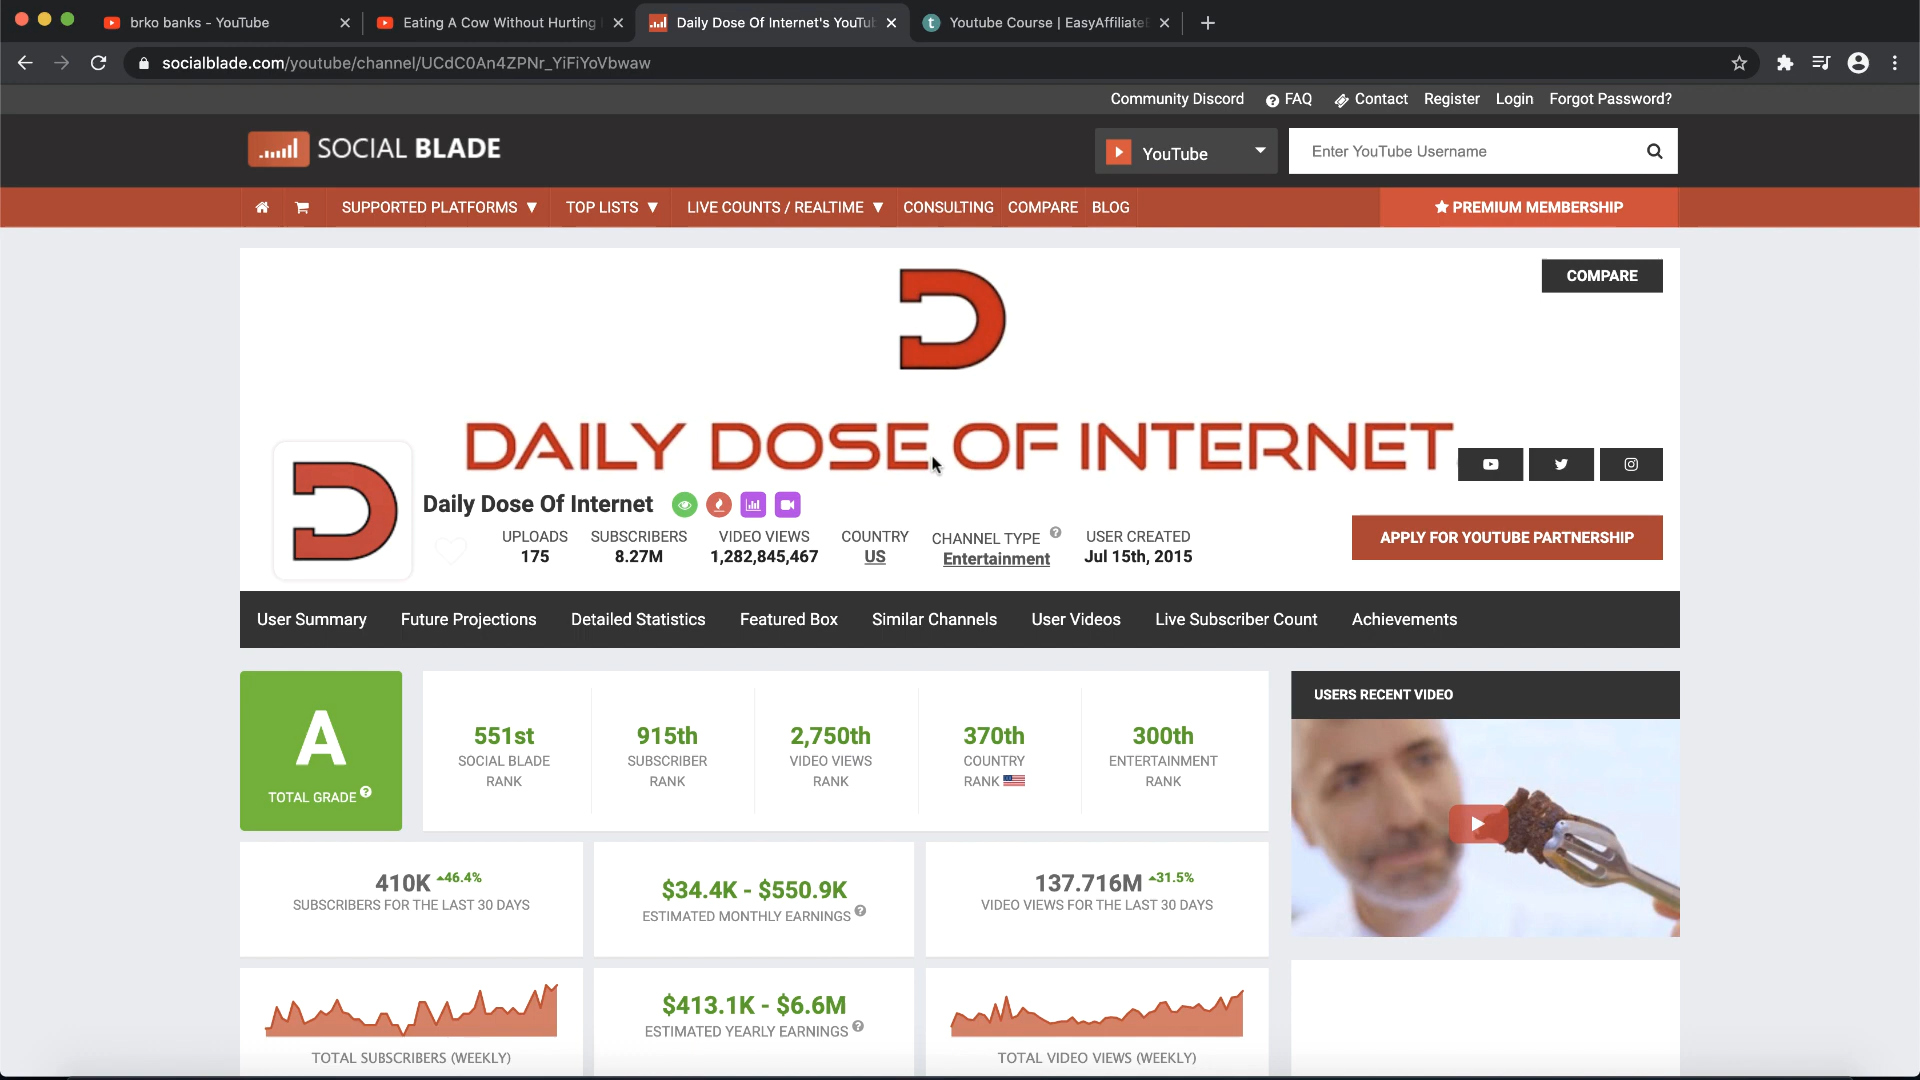 brko banks - YouTube
Eating A Cow Without Hurting
Daily Dose Of Internet's YouTu
Youtube Course | EasyAffiliate
socialblade.com/youtube/channel/UCdC0An4ZPNr_YiFiYoVbwaw
Community Discord FAQ Contact Register Login Forgot Password?
SOCIAL BLADE
YouTube
Enter YouTube Username
SUPPORTED PLATFORMS ▼ TOP LISTS ▼ LIVE COUNTS / REALTIME ▼ CONSULTING COMPARE BLOG
PREMIUM MEMBERSHIP
COMPARE
D
DAILY DOSE OF INTERNET
D
Daily Dose Of Internet
UPLOADS SUBSCRIBERS VIDEO VIEWS COUNTRY CHANNEL TYPE USER CREATED
175 8.27M 1,282,845,467 US Entertainment Jul 15th, 2015
APPLY FOR YOUTUBE PARTNERSHIP
User Summary Future Projections Detailed Statistics Featured Box Similar Channels User Videos Live Subscriber Count Achievements
A
TOTAL GRADE
551st
SOCIAL BLADE
RANK
915th
SUBSCRIBER
RANK
2,750th
VIDEO VIEWS
RANK
370th
COUNTRY
RANK
300th
ENTERTAINMENT
RANK
USERS RECENT VIDEO
410K 46.4%
SUBSCRIBERS FOR THE LAST 30 DAYS
$34.4K - $550.9K
ESTIMATED MONTHLY EARNINGS
137.716M 31.5%
VIDEO VIEWS FOR THE LAST 30 DAYS
TOTAL SUBSCRIBERS (WEEKLY)
$413.1K - $6.6M
ESTIMATED YEARLY EARNINGS
TOTAL VIDEO VIEWS (WEEKLY)